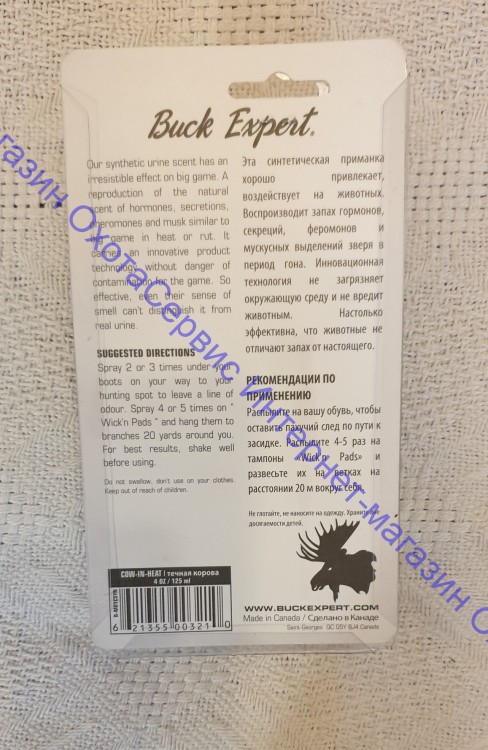 Buck Expert.
Our synthetic urine scent has an
irresistible effect on big game. A
reproduction of the natural
scent of hormones, secretions,
pheromones and musk similar to
game in heat or rut. It
carries an innovative product
technology, without danger of
contamination for the game. So
effective, even their sense of
smell can't distinguish it from
real urine.
SUGGESTED DIRECTIONS
Spray 2 or 3 times under your
boots on your way to your
hunting spot to leave a line of
odour. Spray 4 or 5 times on "
Wick'n Pads " and hang them to
branches 20 yards around you.
For best results, shake well
before using.
Do not swallow, don't use on your clothes.
Keep out of reach of children.
Эта синтетическая приманка
хорошо привлекает,
воздействует на животных.
Воспроизводит запах гормонов,
секреций, феромонов и
мускусных выделений зверя в
период гона. Инновационная
технология не загрязняет
окружающую среду и не вредит
животным. Настолько
эффективна, что животные не
отличают запах от настоящего.
РЕКОМЕНДАЦИИ ПО
ПРИМЕНЕНИЮ
Распылите на вашу обувь, чтобы
оставить пахучий след по пути к
засидке. Распылите 4-5 раз на
тампоны «Wick'n Pads» и
развесьте их на ветках на
расстоянии 20 м вокруг себя.
Не глотайте, не наносите на одежду. Храните
досягаемости детей.
COW-IN-HEAT / течная корова
4 OZ / 125 ml
6 21355 00321 0
WWW.BUCKEXPERT.COM
Made in Canada / Сделано в Канаде
Saint-Georges QC G5Y 8J4 Canada
газин ОхотаСервис Интернет-магазин О